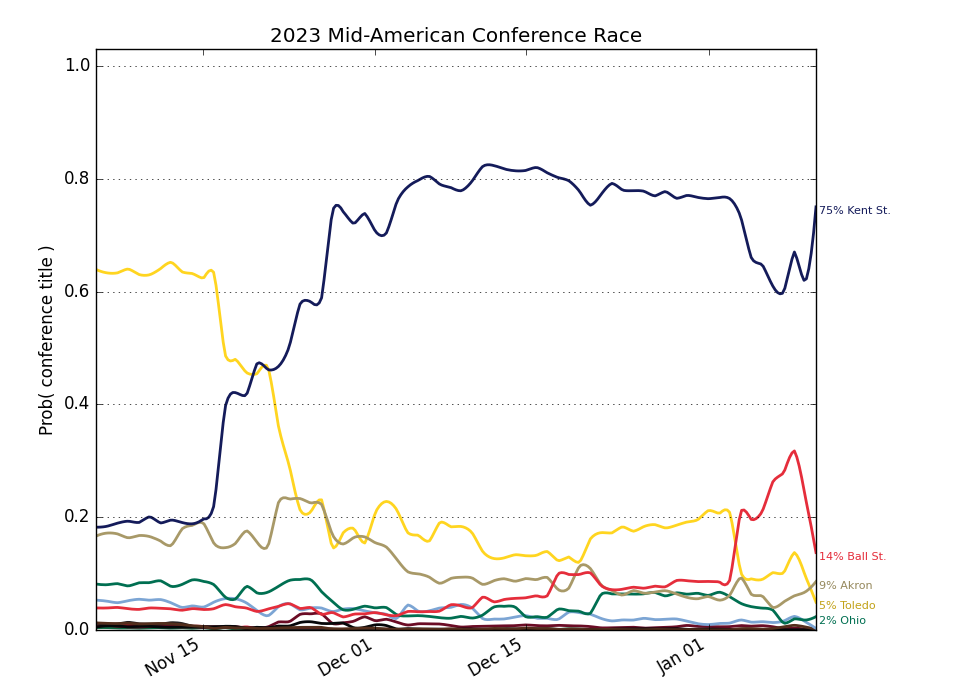 2023 Mid-American Conference Race
Prob( conference title )
1.0
0.8
0.6
0.4
0.2
0.0
75% Kent St.
14% Ball St.
9% Akron
5% Toledo
2% Ohio
Nov 15
Dec 01
Dec 15
Jan 01